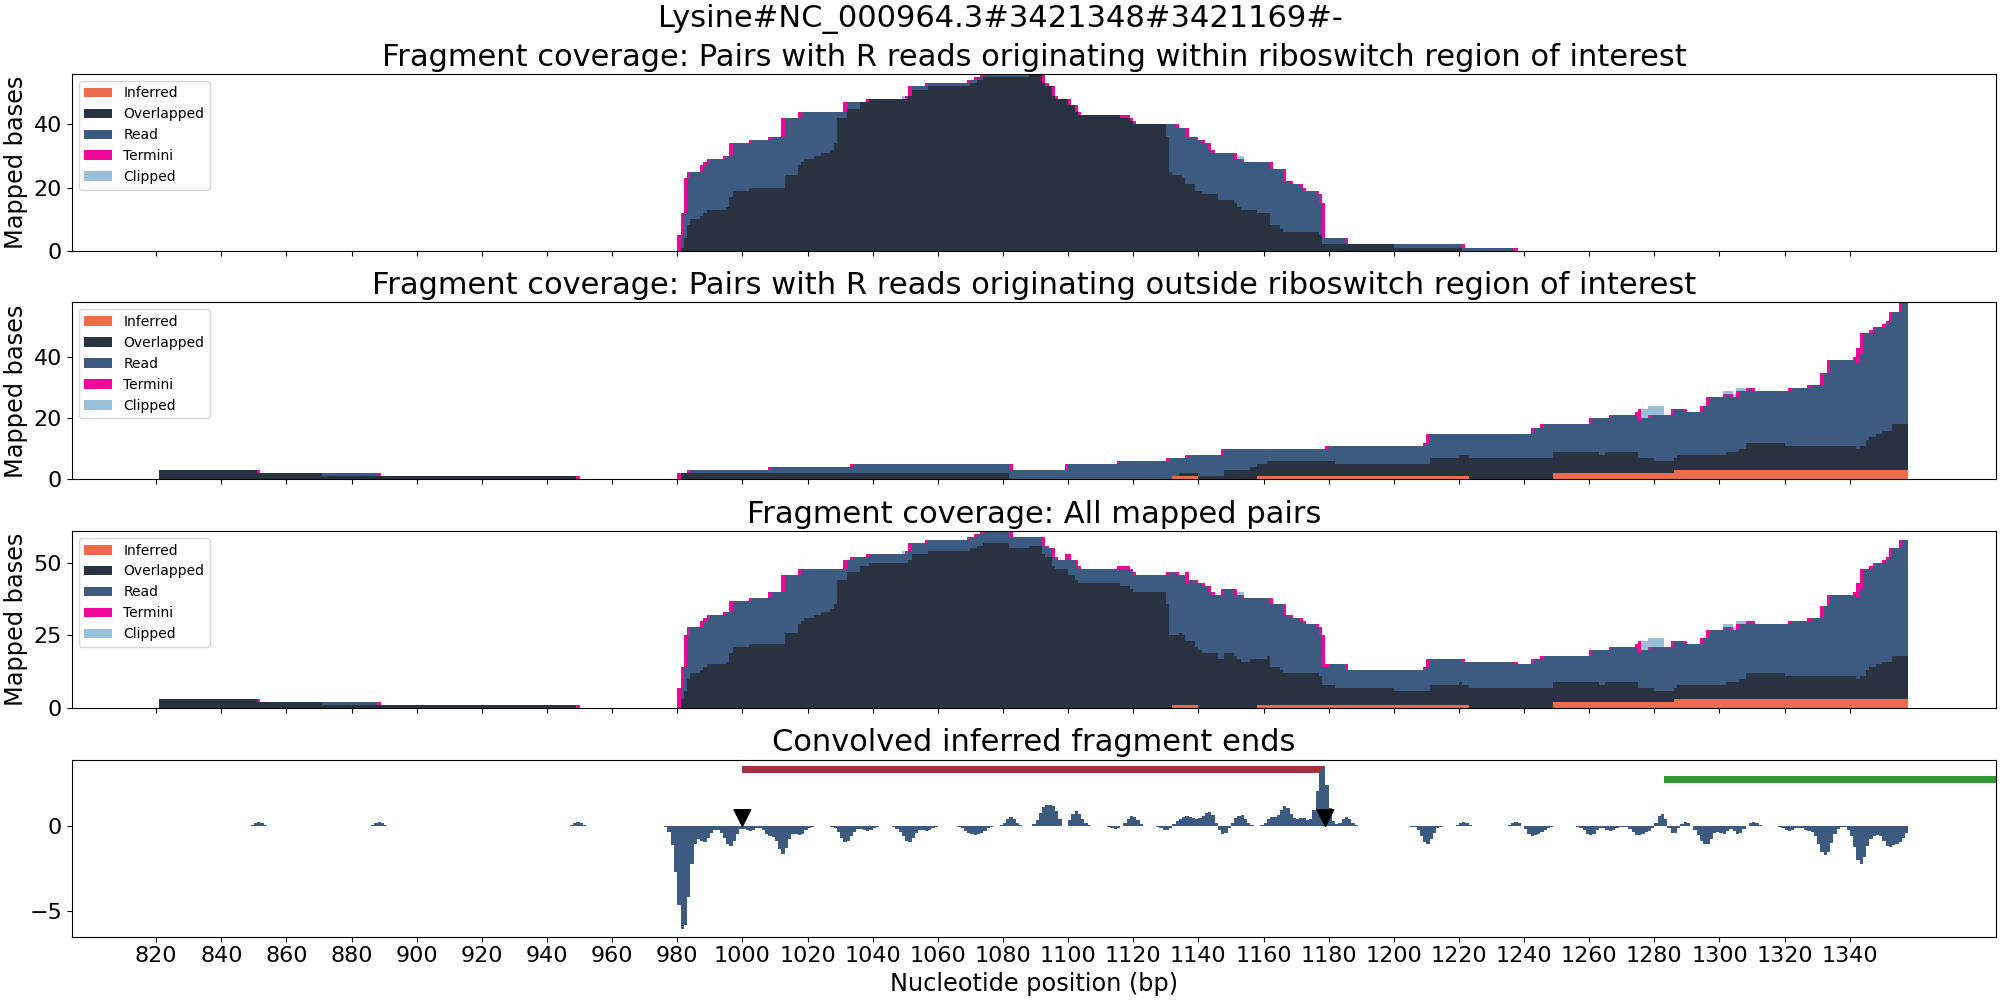 Lysine#NC_000964.3#3421348#3421169#-
Fragment coverage: Pairs with R reads originating within riboswitch region of interest
Mapped bases
40
20
0
Inferred
Overlapped
Read
Termini
Clipped
Fragment coverage: Pairs with R reads originating outside riboswitch region of interest
Mapped bases
40
20
0
Inferred
Overlapped
Read
Termini
Clipped
Fragment coverage: All mapped pairs
Mapped bases
50
25
0
Inferred
Overlapped
Read
Termini
Clipped
Convolved inferred fragment ends
0
−5
820 840 860 880 900 920 940 960 980 1000 1020 1040 1060 1080 1100 1120 1140 1160 1180 1200 1220 1240 1260 1280 1300 1320 1340
Nucleotide position (bp)